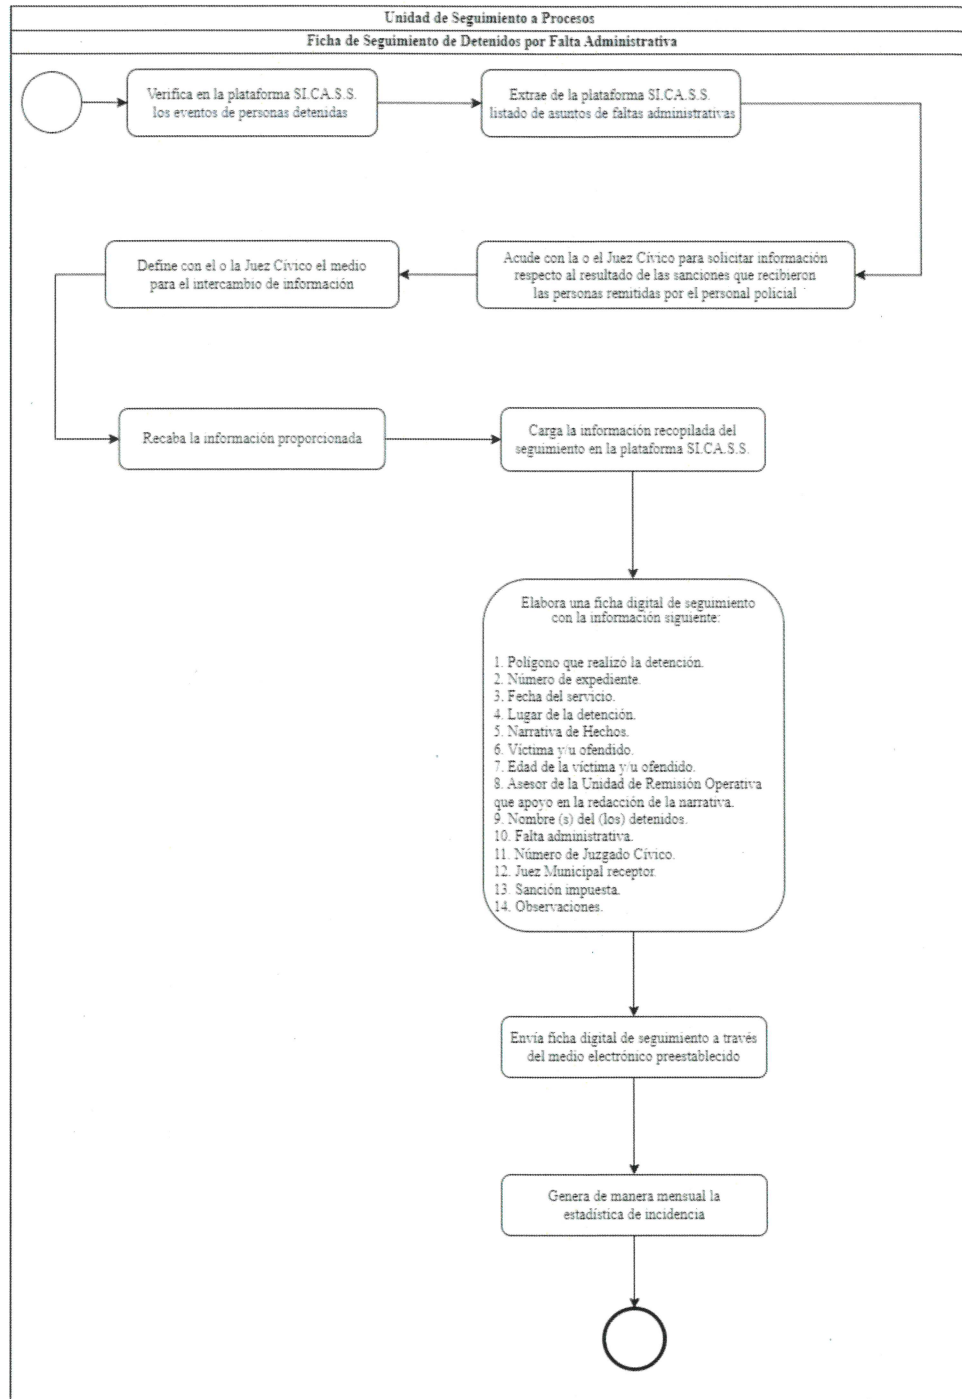 Unidad de Seguimiento a Procesos
Ficha de Seguimiento de Detenidos por Falta Administrativa
Verifica en la plataforma SI.CA.S.S.
los eventos de personas detenidas
Extrae de la plataforma SI.CA.S.S.
listado de asuntos de faltas administrativas
Acude con la o el Juez Cívico para solicitar información
respecto al resultado de las sanciones que recibieron
las personas remitidas por el personal policial
Define con el o la Juez Cívico el medio
para el intercambio de información
Recaba la información proporcionada
Carga la información recopilada del
seguimiento en la plataforma SI.CA.S.S.
Elabora una ficha digital de seguimiento
con la información siguiente:
1. Polígono que realizó la detención.
2. Número de expediente.
3. Fecha del servicio.
4. Lugar de la detención.
5. Narrativa de Hechos.
6. Víctima y/u ofendido.
7. Edad de la víctima y/u ofendido.
8. Asesor de la Unidad de Remisión Operativa
que apoyo en la redacción de la narrativa.
9. Nombre (s) del (los) detenidos.
10. Falta administrativa.
11. Número de Juzgado Cívico.
12. Juez Municipal receptor.
13. Sanción impuesta.
14. Observaciones.
Envía ficha digital de seguimiento a través
del medio electrónico preestablecido
Genera de manera mensual la
estadística de incidencia